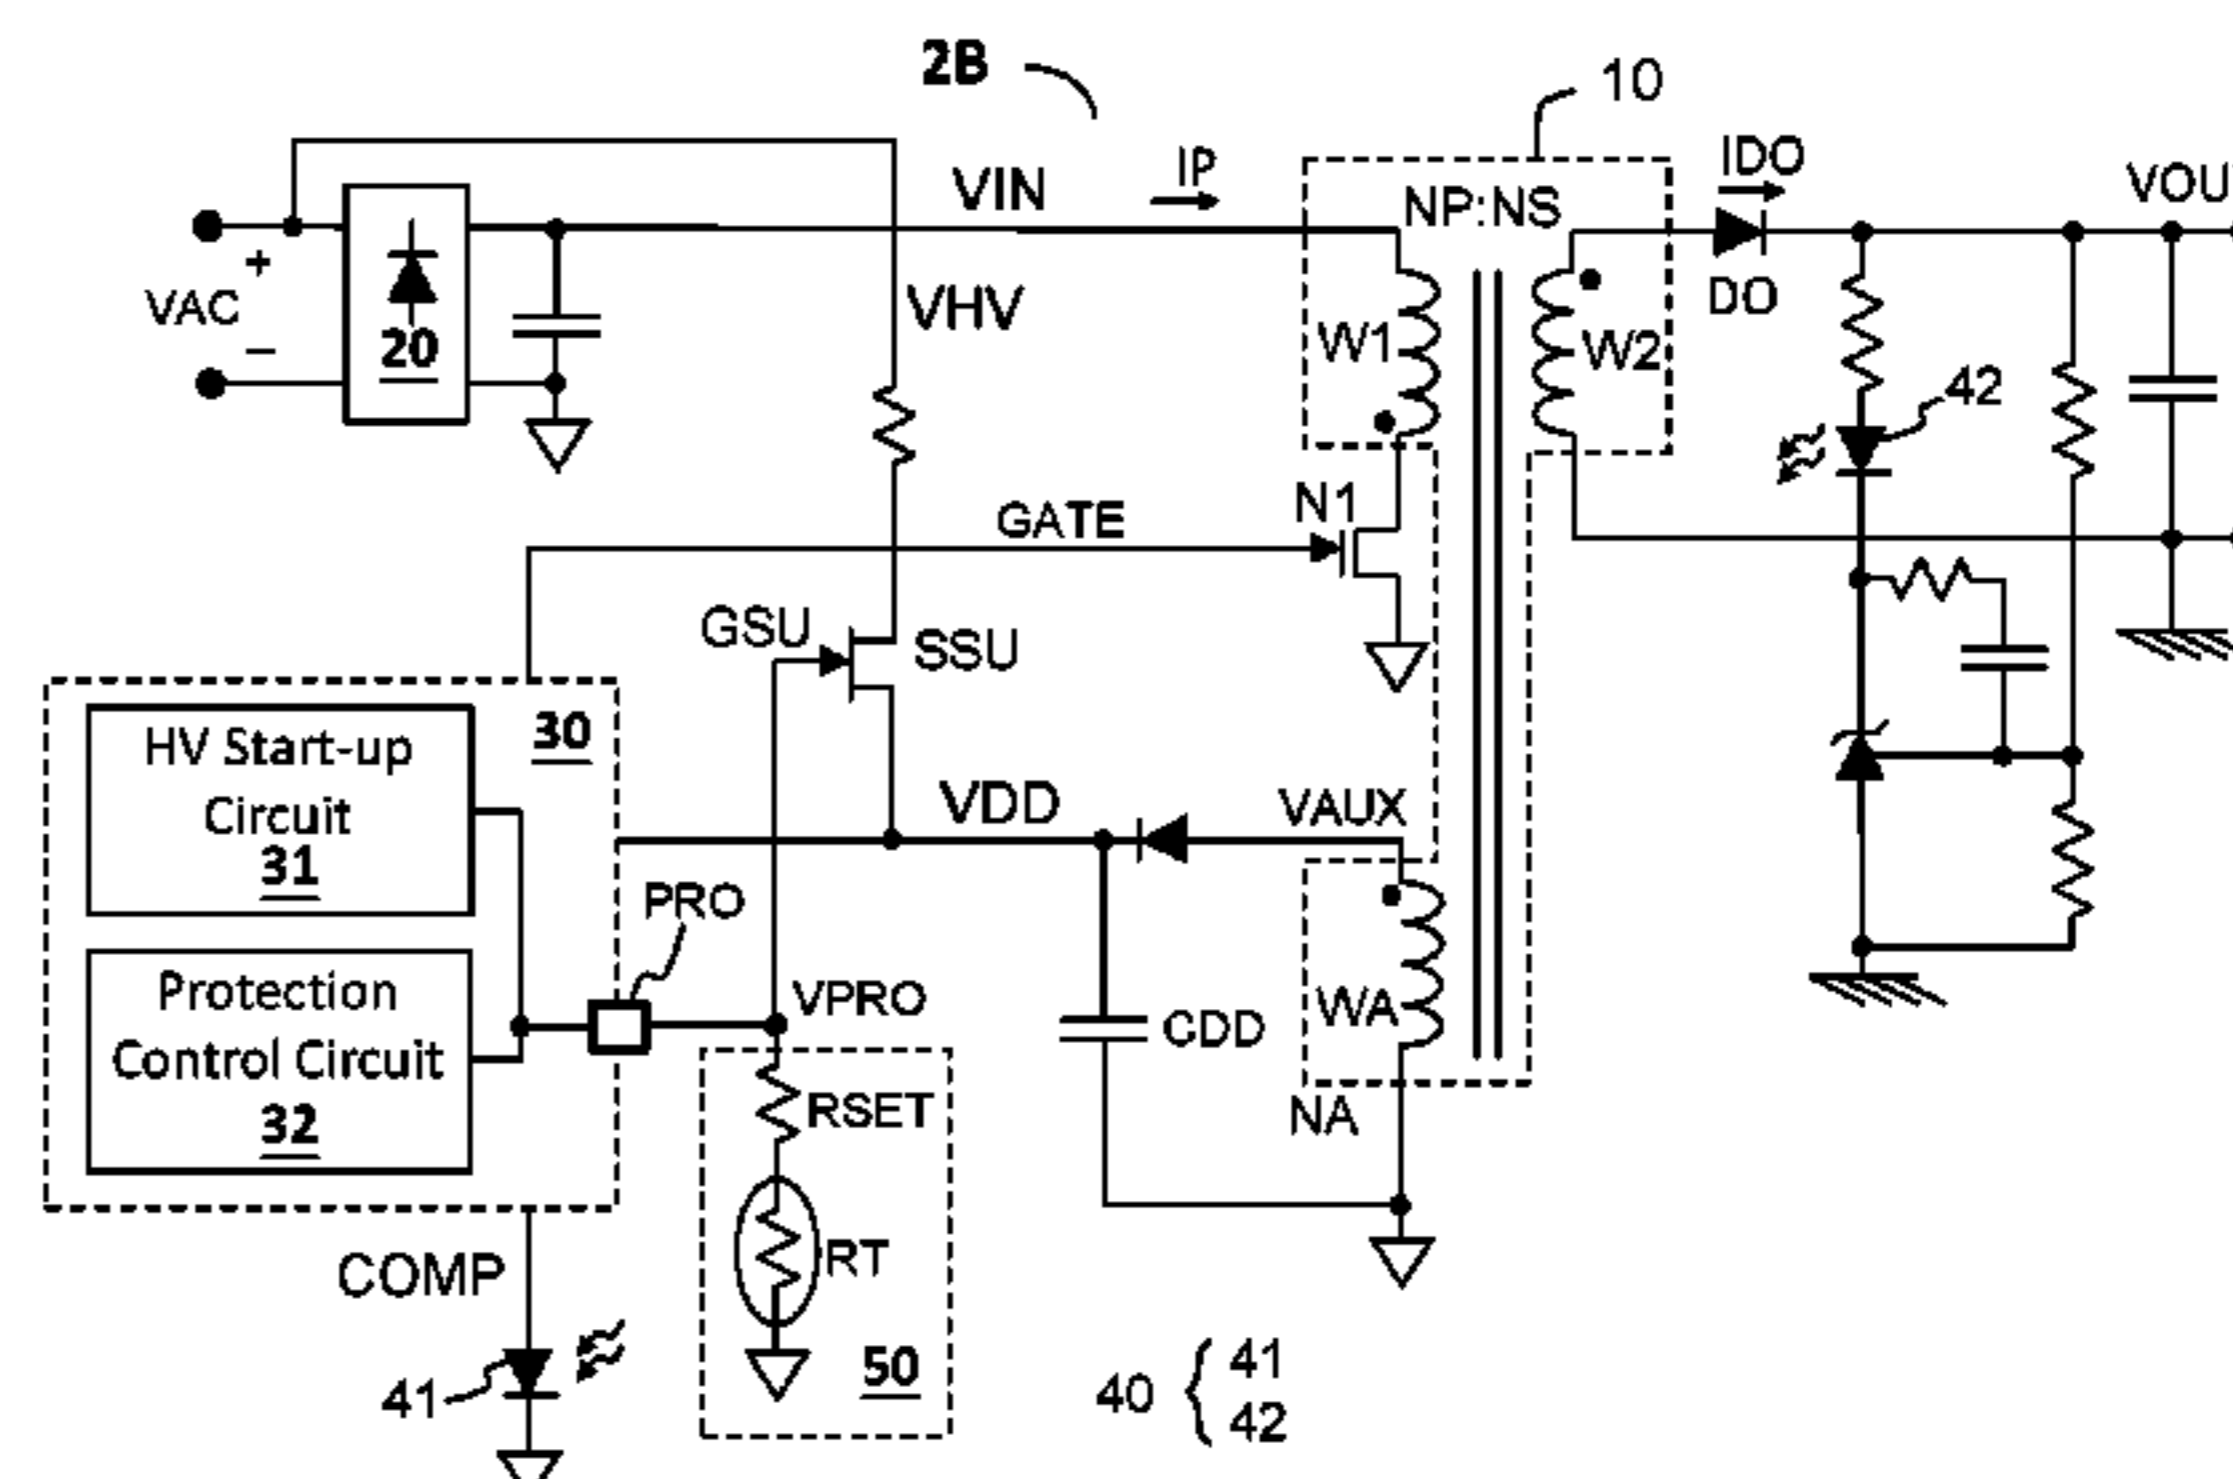 2B
10
IP
IDO
VIN
NP:NS
VOU
+
VAC
−
20
VHV
W1
W2
DO
42
GATE
N1
GSU
SSU
HV Start-up
Circuit
31
30
VDD
VAUX
PRO
Protection
Control Circuit
32
VPRO
CDD
WA
RSET
NA
RT
COMP
41
50
40 { 41
42